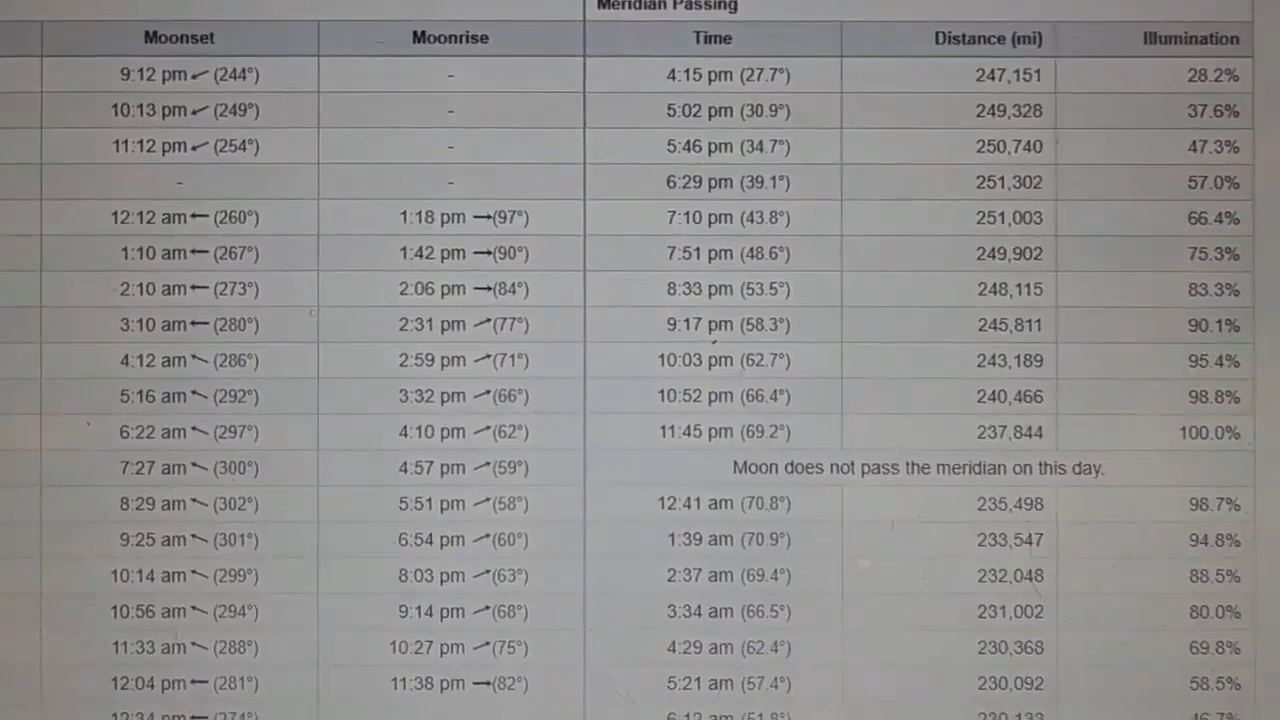 Meridian Passing
Moonset Moonrise Time Distance (mi) Illumination
9:12 pm ↙ (244°) - 4:15 pm (27.7°) 247,151 28.2%
10:13 pm ↙ (249°) - 5:02 pm (30.9°) 249,328 37.6%
11:12 pm ↙ (254°) - 5:46 pm (34.7°) 250,740 47.3%
- - 6:29 pm (39.1°) 251,302 57.0%
12:12 am ← (260°) 1:18 pm → (97°) 7:10 pm (43.8°) 251,003 66.4%
1:10 am ← (267°) 1:42 pm → (90°) 7:51 pm (48.6°) 249,902 75.3%
2:10 am ← (273°) 2:06 pm → (84°) 8:33 pm (53.5°) 248,115 83.3%
3:10 am ← (280°) 2:31 pm ↗ (77°) 9:17 pm (58.3°) 245,811 90.1%
4:12 am ↖ (286°) 2:59 pm ↗ (71°) 10:03 pm (62.7°) 243,189 95.4%
5:16 am ↖ (292°) 3:32 pm ↗ (66°) 10:52 pm (66.4°) 240,466 98.8%
6:22 am ↖ (297°) 4:10 pm ↗ (62°) 11:45 pm (69.2°) 237,844 100.0%
7:27 am ↖ (300°) 4:57 pm ↗ (59°) Moon does not pass the meridian on this day.
8:29 am ↖ (302°) 5:51 pm ↗ (58°) 12:41 am (70.8°) 235,498 98.7%
9:25 am ↖ (301°) 6:54 pm ↗ (60°) 1:39 am (70.9°) 233,547 94.8%
10:14 am ↖ (299°) 8:03 pm ↗ (63°) 2:37 am (69.4°) 232,048 88.5%
10:56 am ↖ (294°) 9:14 pm ↗ (68°) 3:34 am (66.5°) 231,002 80.0%
11:33 am ↖ (288°) 10:27 pm ↗ (75°) 4:29 am (62.4°) 230,368 69.8%
12:04 pm ← (281°) 11:38 pm → (82°) 5:21 am (57.4°) 230,092 58.5%
12:34 pm ← (274°) 6:12 am (51.8°) 230,133 46.7%